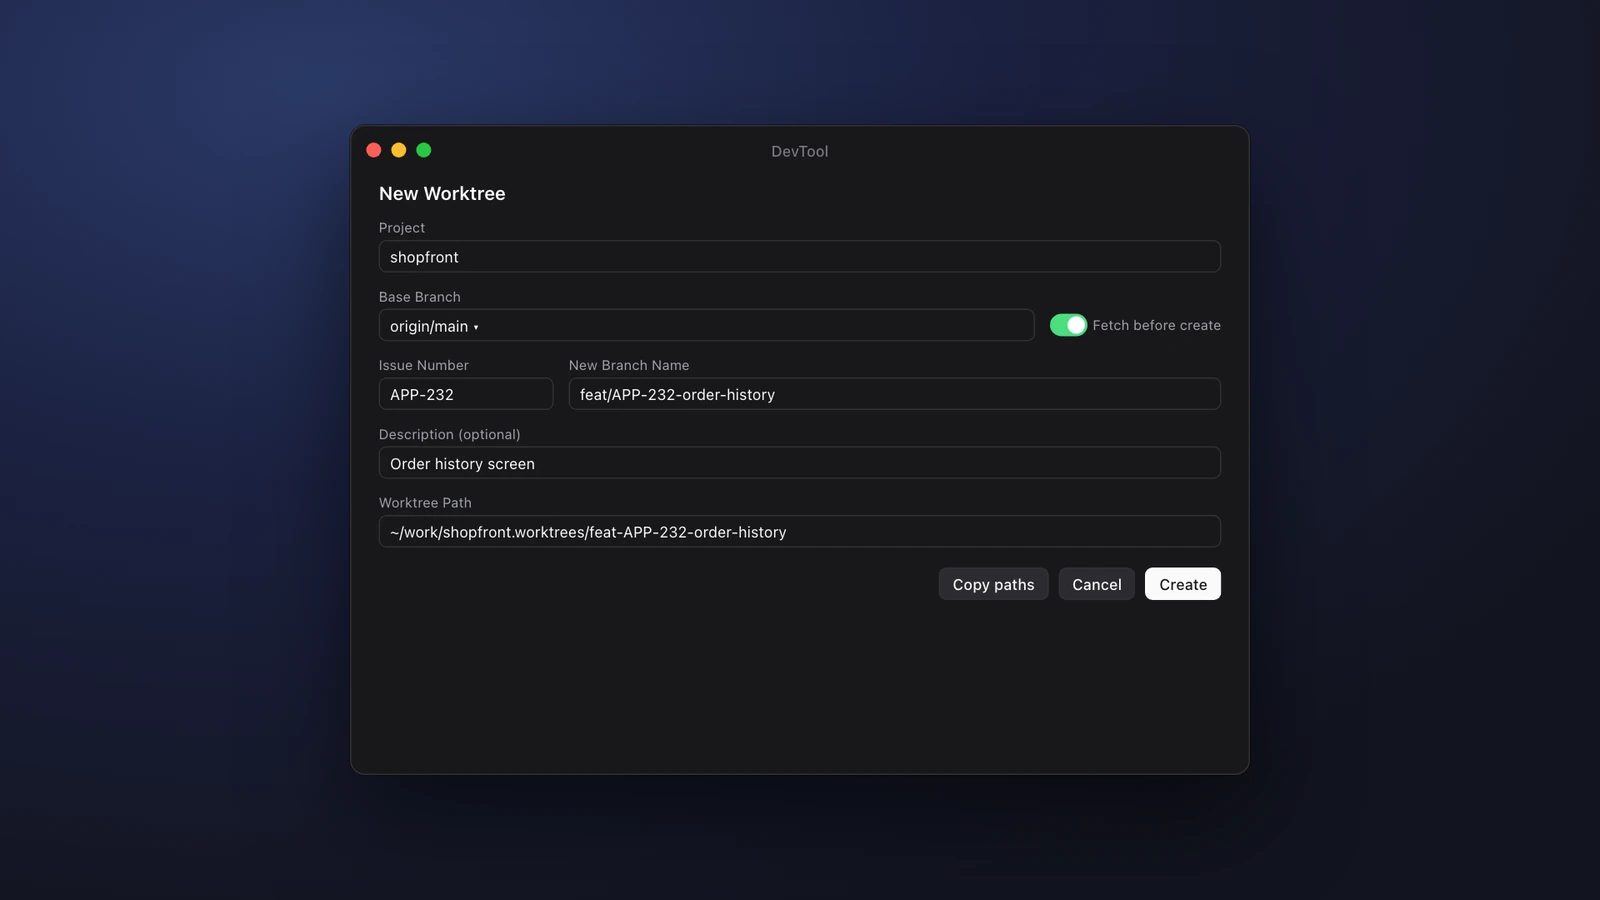 DevTool
New Worktree
Project
shopfront
Base Branch
origin/main ▾
Fetch before create
Issue Number
New Branch Name
APP-232
feat/APP-232-order-history
Description (optional)
Order history screen
Worktree Path
~/work/shopfront.worktrees/feat-APP-232-order-history
Copy paths
Cancel
Create